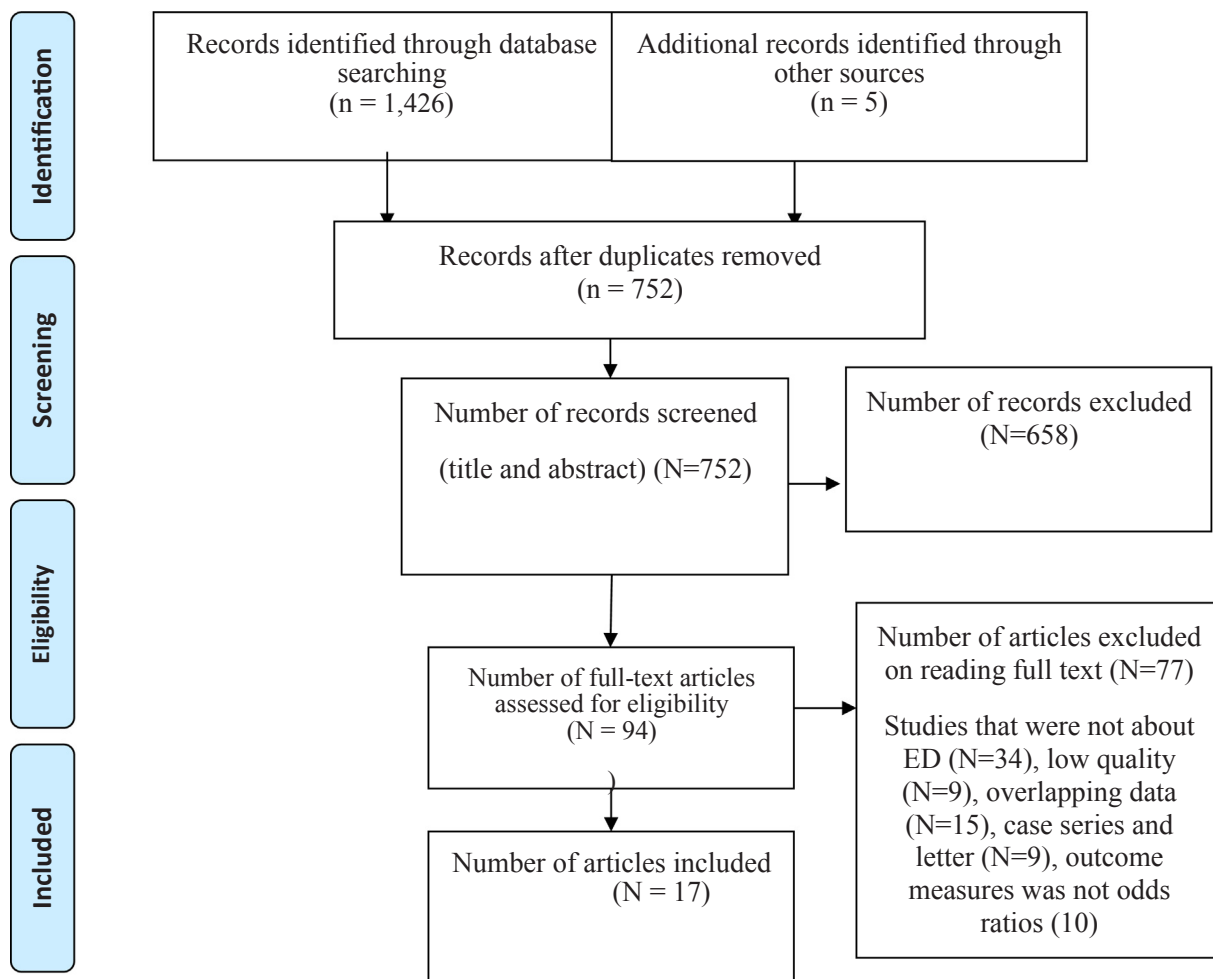 Identification
Records identified through database
searching
(n = 1,426)
Additional records identified through
other sources
(n = 5)
Records after duplicates removed
(n = 752)
Screening
Number of records screened
(title and abstract) (N=752)
Number of records excluded
(N=658)
Eligibility
Number of full-text articles
assessed for eligibility
(N = 94)
)
Number of articles excluded
on reading full text (N=77)
Studies that were not about
ED (N=34), low quality
(N=9), overlapping data
(N=15), case series and
letter (N=9), outcome
measures was not odds
ratios (10)
Included
Number of articles included
(N = 17)